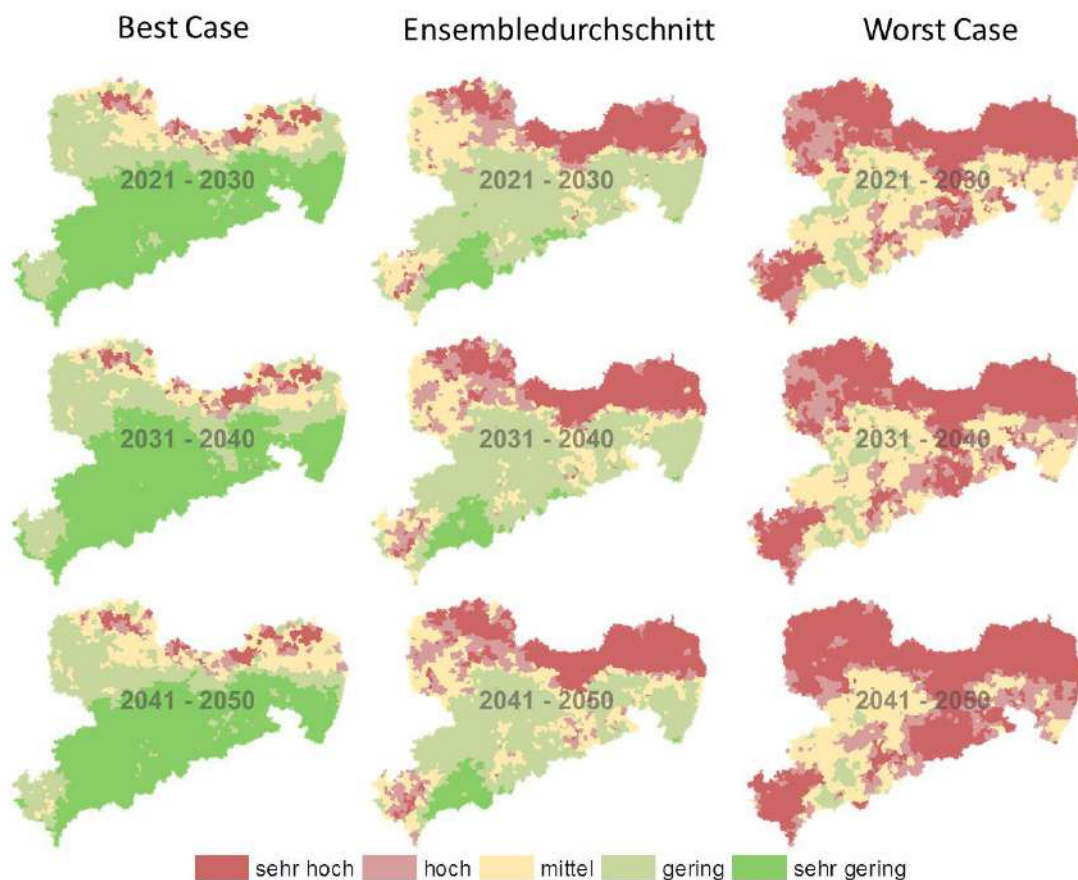 Best Case Ensembledurchschnitt Worst Case
2021 - 2030 2021 - 2030 2021 - 2030
2031 - 2040 2031 - 2040 2031 - 2040
2041 - 2050 2041 - 2050 2041 - 2050
sehr hoch hoch mittel gering sehr gering